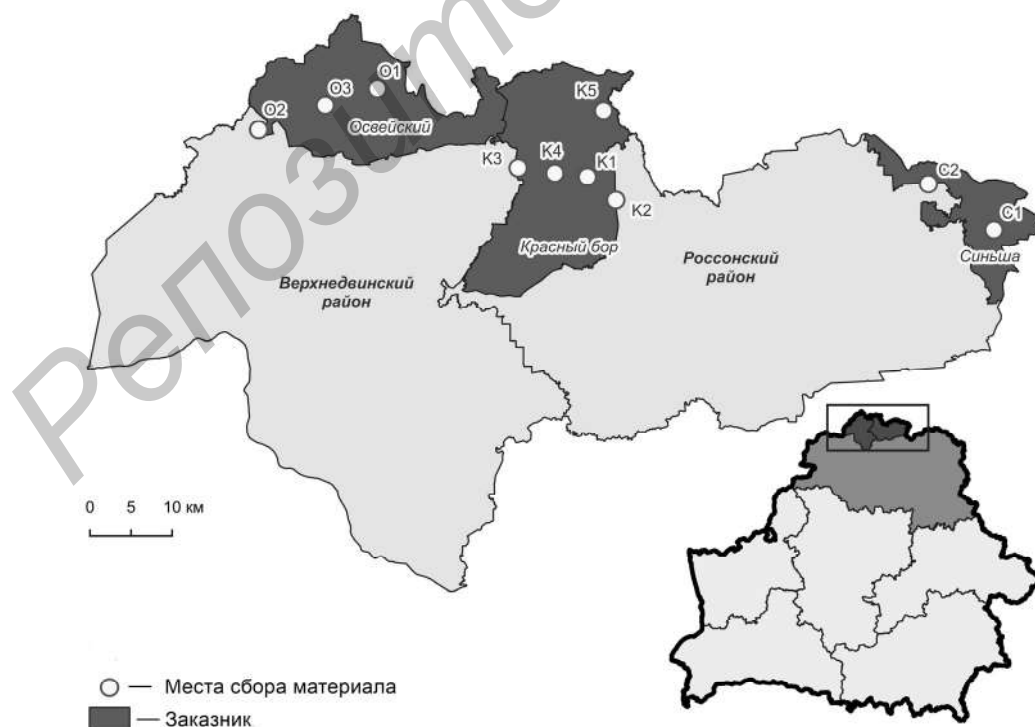 Репозито
О1
О3
К5
О2
Освейский
К3
К4
К1
С2
К2
С1
Красный бор
Россонский
район
Синьша
Верхнедвинский
район
0 5 10 км
Места сбора материала
Заказник